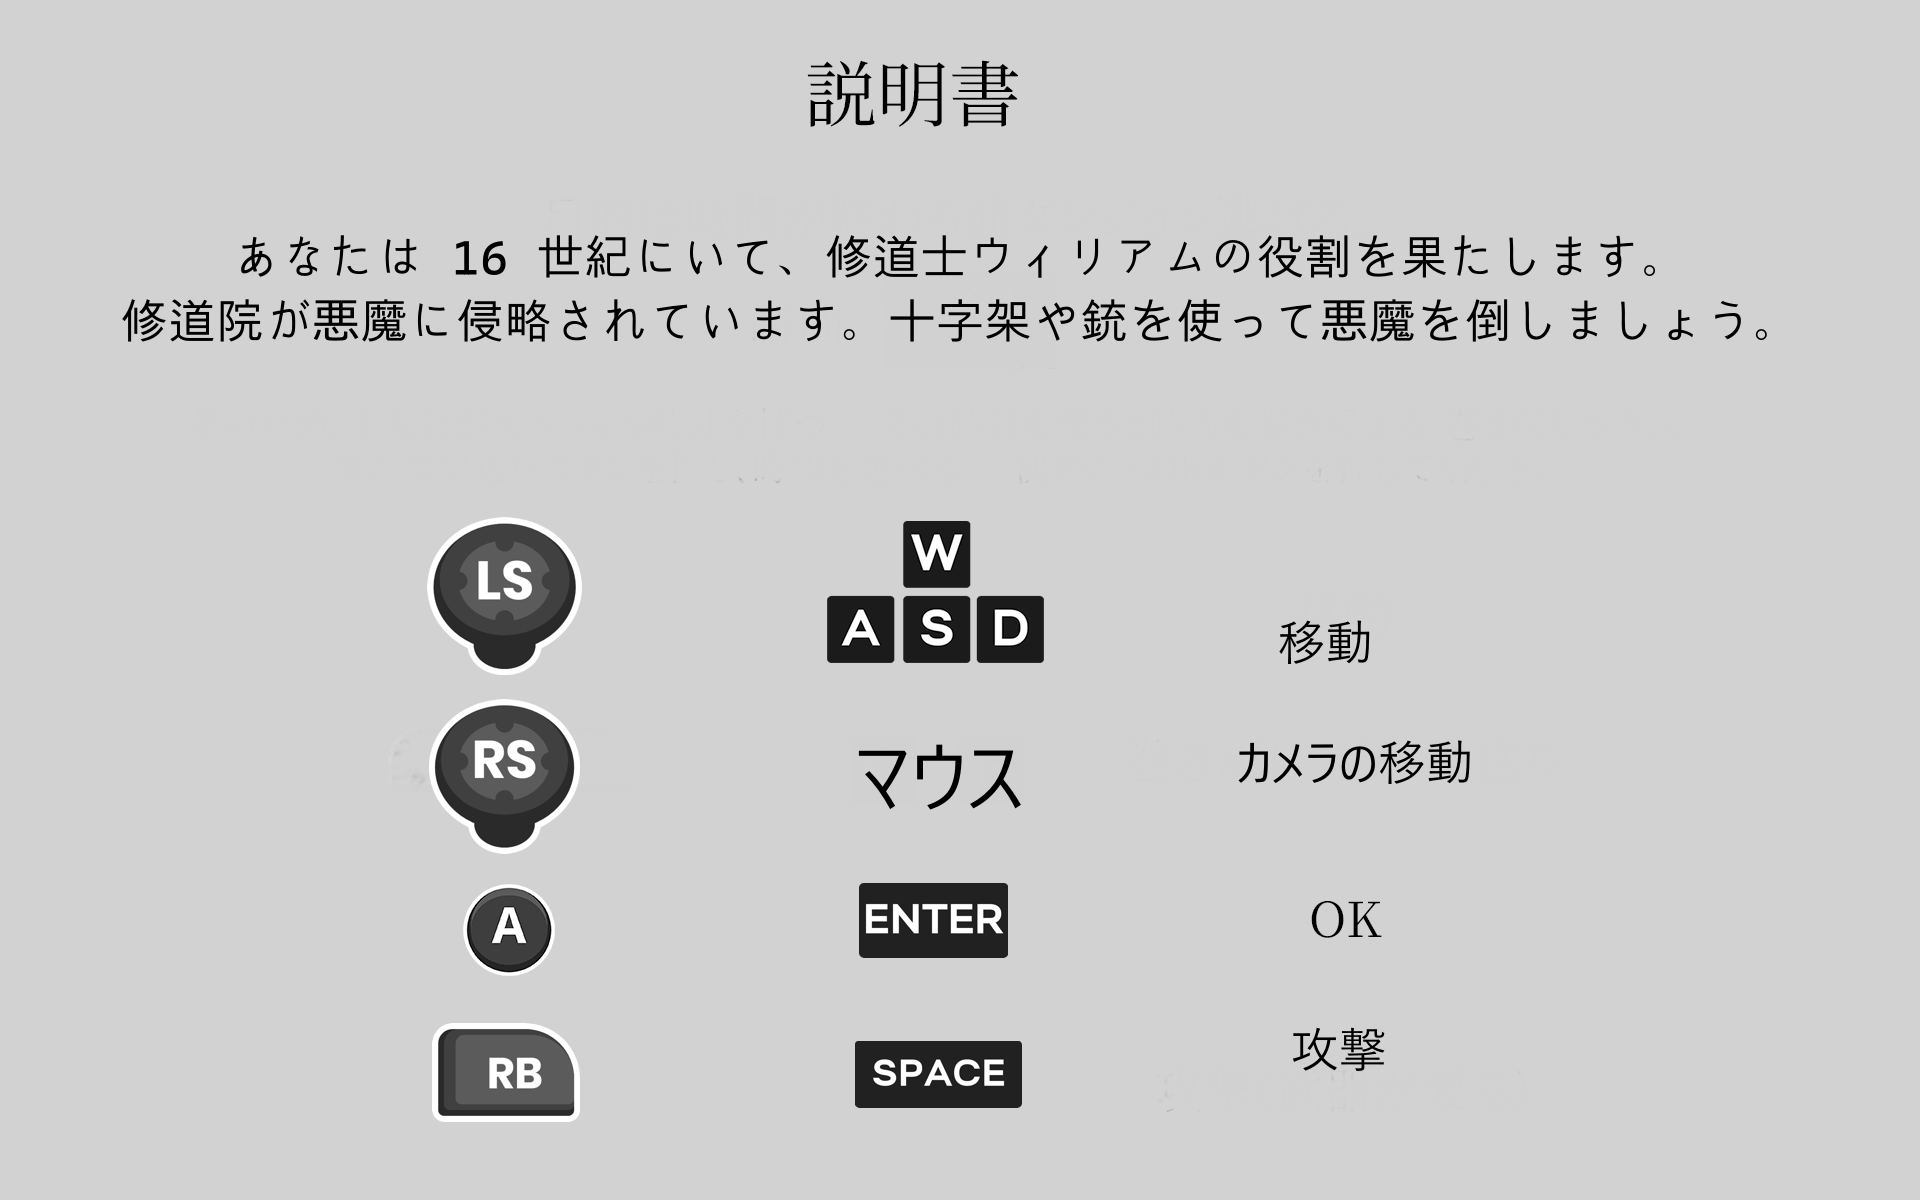 説明書
あなたは 16 世紀にいて、修道士ウィリアムの役割を果たします。
修道院が悪魔に侵略されています。十字架や銃を使って悪魔を倒しましょう。
LS W A S D 移動
RS マウス カメラの移動
A ENTER OK
RB SPACE 攻撃